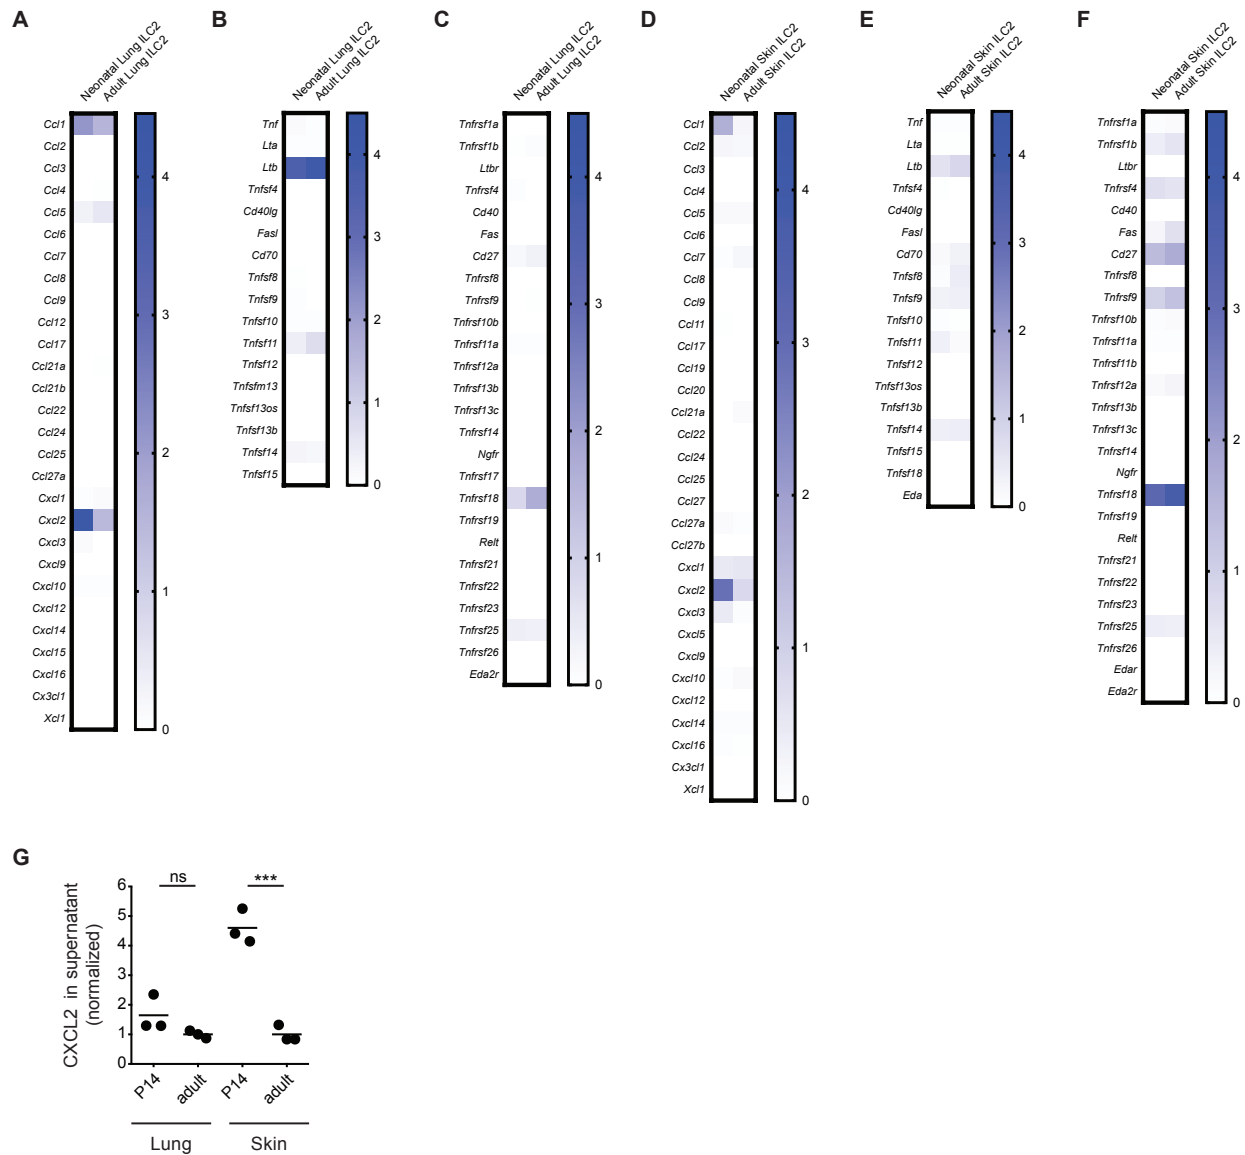 A
Neonatal Lung ILC2
Adult Lung ILC2
Ccl1
Ccl2
Ccl3
Ccl4
Ccl5
Ccl6
Ccl7
Ccl8
Ccl9
Ccl12
Ccl17
Ccl21a
Ccl21b
Ccl22
Ccl24
Ccl25
Ccl27a
Cxcl1
Cxcl2
Cxcl3
Cxcl9
Cxcl10
Cxcl12
Cxcl14
Cxcl15
Cxcl16
Cx3cl1
Xcl1
4
3
2
1
0
B
Neonatal Lung ILC2
Adult Lung ILC2
Tnf
Lta
Ltb
Tnfsf4
Cd40lg
Fasl
Cd70
Tnfsf8
Tnfsf9
Tnfsf10
Tnfsf11
Tnfsf12
Tnfsfm13
Tnfsf13os
Tnfsf13b
Tnfsf14
Tnfsf15
4
3
2
1
0
C
Neonatal Lung ILC2
Adult Lung ILC2
Tnfrsf1a
Tnfrsf1b
Ltbr
Tnfrsf4
Cd40
Fas
Cd27
Tnfrsf8
Tnfrsf9
Tnfrsf10b
Tnfrsf11a
Tnfrsf12a
Tnfrsf13b
Tnfrsf13c
Tnfrsf14
Ngfr
Tnfrsf17
Tnfrsf18
Tnfrsf19
Relt
Tnfrsf21
Tnfrsf22
Tnfrsf23
Tnfrsf25
Tnfrsf26
Eda2r
4
3
2
1
0
D
Neonatal Skin ILC2
Adult Skin ILC2
Ccl1
Ccl2
Ccl3
Ccl4
Ccl5
Ccl6
Ccl7
Ccl8
Ccl9
Ccl11
Ccl17
Ccl19
Ccl20
Ccl21a
Ccl22
Ccl24
Ccl25
Ccl27
Ccl27a
Ccl27b
Cxcl1
Cxcl2
Cxcl3
Cxcl5
Cxcl9
Cxcl10
Cxcl12
Cxcl14
Cxcl16
Cx3cl1
Xcl1
4
3
2
1
0
E
Neonatal Skin ILC2
Adult Skin ILC2
Tnf
Lta
Ltb
Tnfsf4
Cd40lg
Fasl
Cd70
Tnfsf8
Tnfsf9
Tnfsf10
Tnfsf11
Tnfsf12
Tnfsf13os
Tnfsf13b
Tnfsf14
Tnfsf15
Tnfsf18
Eda
4
3
2
1
0
F
Neonatal Skin ILC2
Adult Skin ILC2
Tnfrsf1a
Tnfrsf1b
Ltbr
Tnfrsf4
Cd40
Fas
Cd27
Tnfrsf8
Tnfrsf9
Tnfrsf10b
Tnfrsf11a
Tnfrsf11b
Tnfrsf12a
Tnfrsf13b
Tnfrsf13c
Tnfrsf14
Ngfr
Tnfrsf18
Tnfrsf19
Relt
Tnfrsf21
Tnfrsf22
Tnfrsf23
Tnfrsf25
Tnfrsf26
Edar
Eda2r
4
3
2
1
0
G
CXCL2 in supernatant
(normalized)
6
5
4
3
2
1
0
ns
***
P14
adult
P14
adult
Lung
Skin